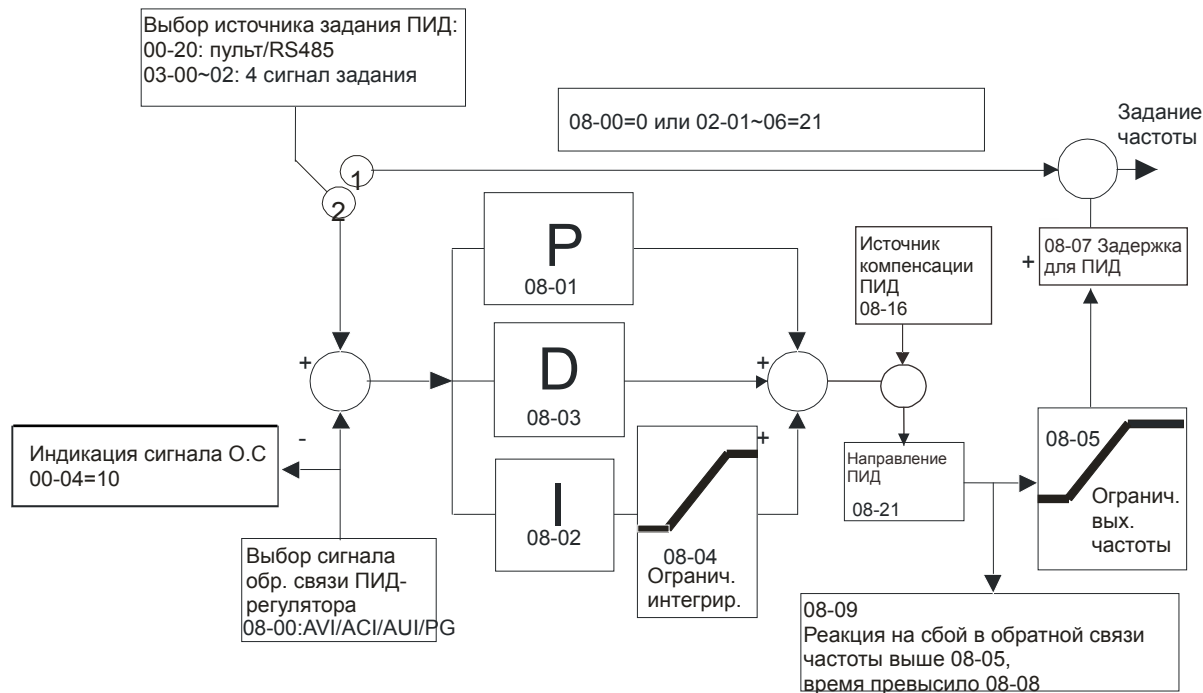 Выбор источника задания ПИД:
00-20: пульт/RS485
03-00~02: 4 сигнал задания
08-00=0 или 02-01~06=21
Задание
частоты
1
2
P
08-01
Источник
компенсации
ПИД
08-16
+
08-07 Задержка
для ПИД
+
D
08-03
+
-
Индикация сигнала О.С
00-04=10
I
08-02
08-04
Огранич.
интегрир.
+
Направление
ПИД
08-21
08-05
Огранич.
вых.
частоты
Выбор сигнала
обр. связи ПИД-
регулятора
08-00:AVI/ACI/AUI/PG
08-09
Реакция на сбой в обратной связи
частоты выше 08-05,
время превысило 08-08